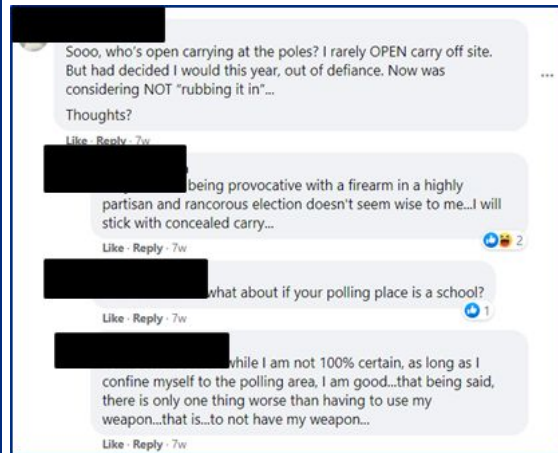 Sooo, who's open carrying at the poles? I rarely OPEN carry off site.
But had decided I would this year, out of defiance. Now was
considering NOT "rubbing it in"...
Thoughts?
Like · Reply · 7w
being provocative with a firearm in a highly
partisan and rancorous election doesn't seem wise to me...I will
stick with concealed carry...
2
Like · Reply · 7w
what about if your polling place is a school?
1
Like · Reply · 7w
while I am not 100% certain, as long as I
confine myself to the polling area, I am good...that being said,
there is only one thing worse than having to use my
weapon...that is...to not have my weapon...
Like · Reply · 7w